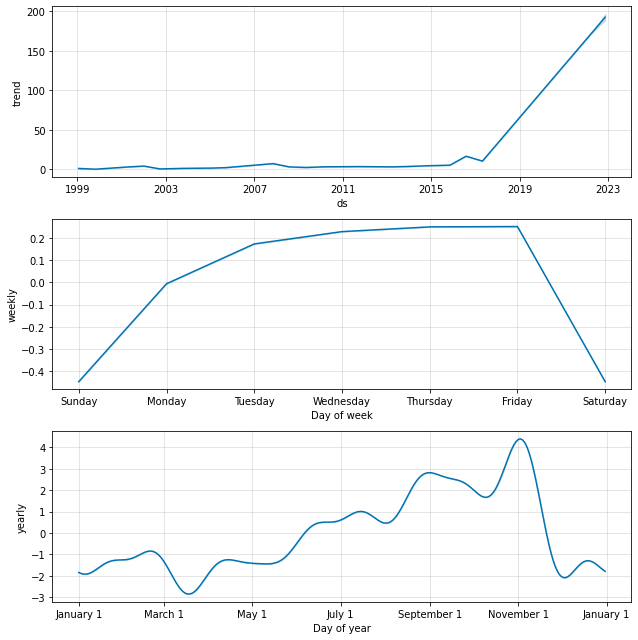 200
150
100
50
0
trend
1999 2003 2007 2011 2015 2019 2023
ds
0.2
0.1
0.0
−0.1
−0.2
−0.3
−0.4
weekly
Sunday Monday Tuesday Wednesday Thursday Friday Saturday
Day of week
4
3
2
1
0
−1
−2
−3
yearly
January 1 March 1 May 1 July 1 September 1 November 1 January 1
Day of year